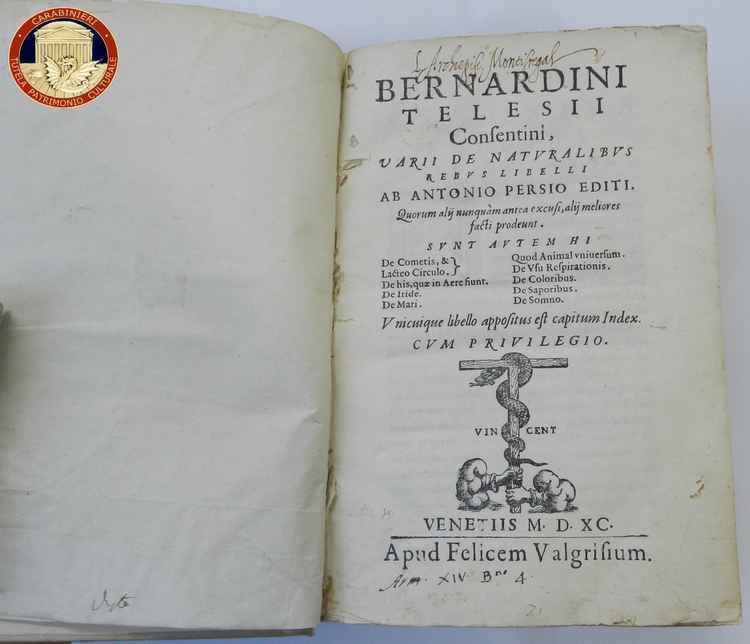 CARABINIERI
TUTELA PATRIMONIO CULTURALE
Archiepis Montisregal
BERNARDINI
TELESII
Conſentini,
VARII DE NATVRALIBVS
REBVS LIBELLI
AB ANTONIO PERSIO EDITI.
Quorum alij nunquàm antea excuſi, alij meliores
facti prodeunt.
SVNT AVTEM HI
De Cometis, &
Lacteo Circulo,
De his, quæ in Aere fiunt.
De Iride.
De Mari.
Quod Animal vniuerſum.
De Vſu Reſpirationis.
De Coloribus.
De Saporibus.
De Somno.
Vnicuique libello appoſitus eſt capitum Index.
CVM PRIVILEGIO.
VIN CENT
VENETIIS M. D. XC.
Apud Felicem Valgriſium.
Arm. XIV Bno 4.